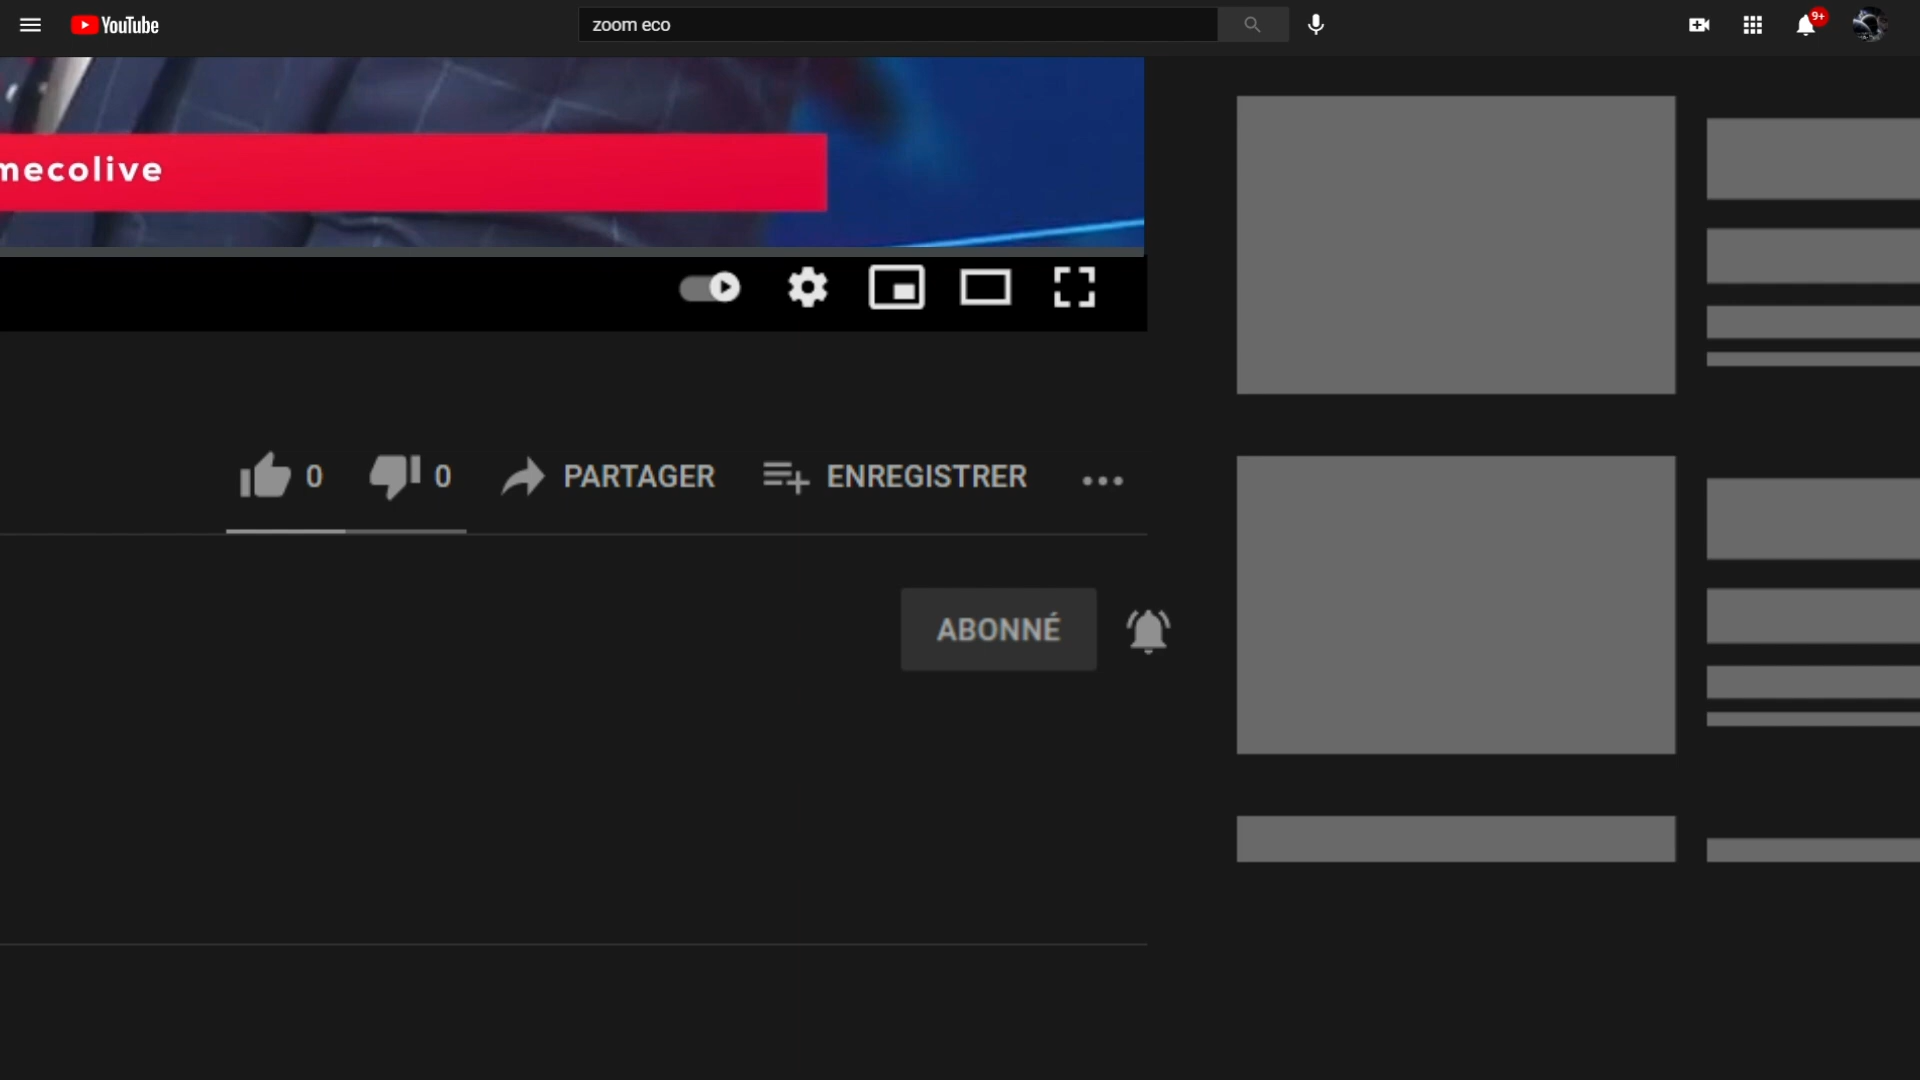 YouTube
zoom eco
9+
mecolive
0
0
PARTAGER
ENREGISTRER
ABONNÉ